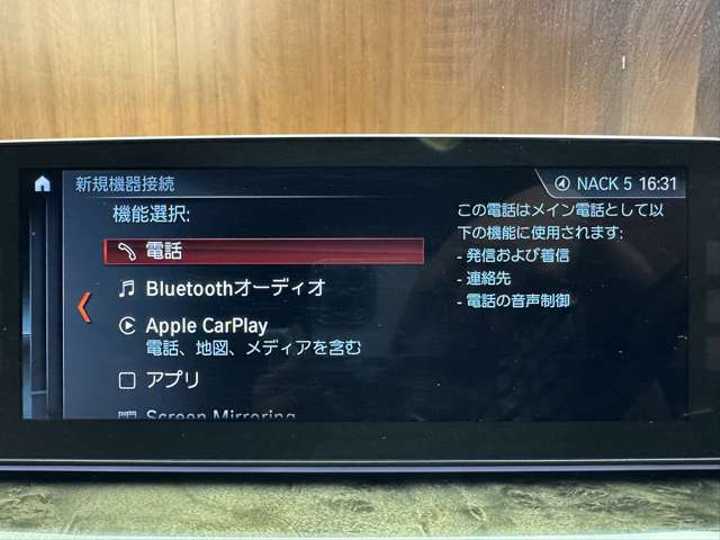 新規機器接続
NACK 5 16:31
機能選択:
電話
Bluetoothオーディオ
Apple CarPlay
電話、地図、メディアを含む
アプリ
Screen Mirroring
この電話はメイン電話として以
下の機能に使用されます:
- 発信および着信
- 連絡先
- 電話の音声制御